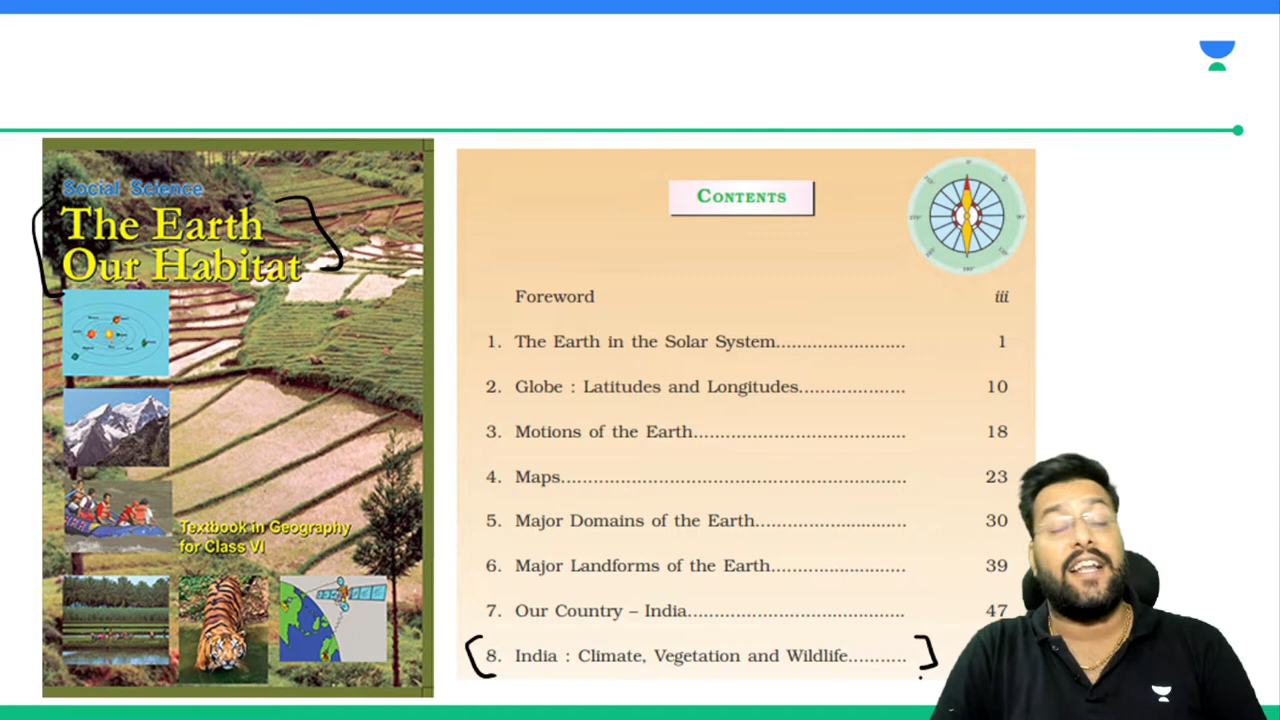 Social Science
The Earth
Our Habitat
Textbook in Geography
for Class VI
CONTENTS
Foreword iii
1. The Earth in the Solar System........................ 1
2. Globe : Latitudes and Longitudes.................... 10
3. Motions of the Earth........................................ 18
4. Maps................................................................ 23
5. Major Domains of the Earth............................ 30
6. Major Landforms of the Earth......................... 39
7. Our Country – India......................................... 47
8. India : Climate, Vegetation and Wildlife...........